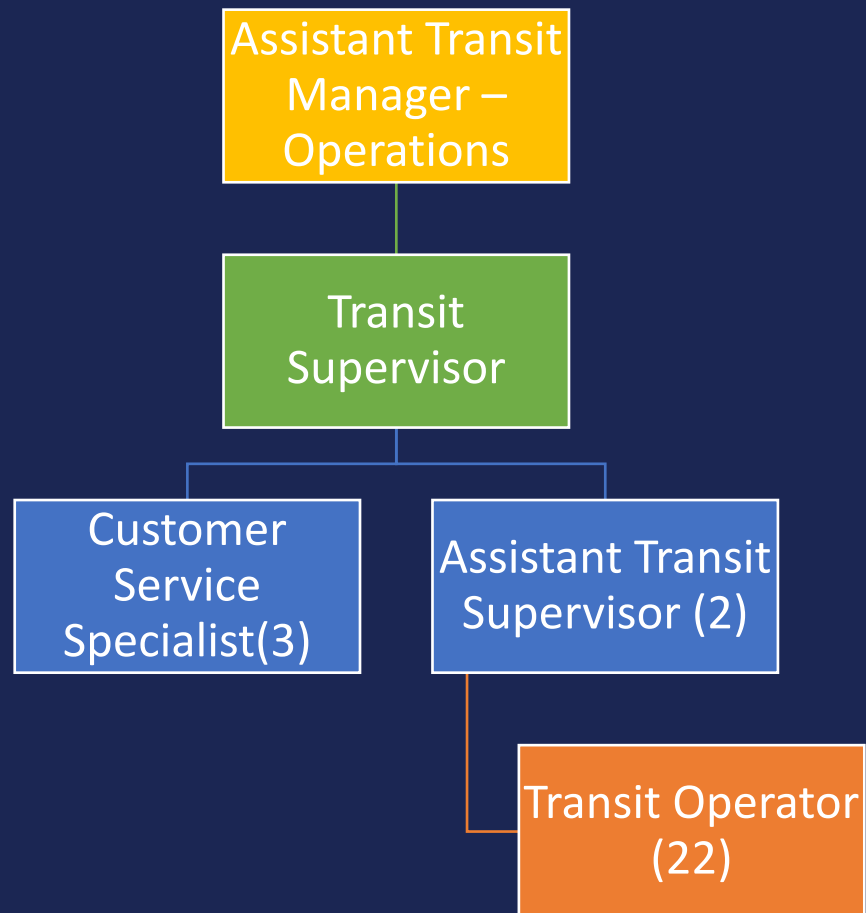 Assistant Transit
Manager –
Operations
Transit
Supervisor
Customer
Service
Specialist(3)
Assistant Transit
Supervisor (2)
Transit Operator
(22)